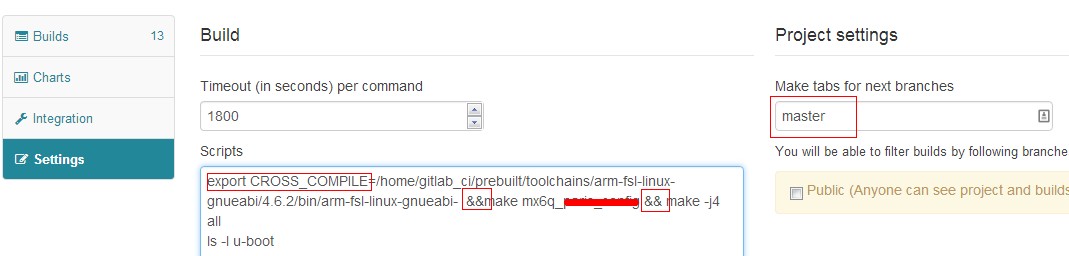 Builds 13
Charts
Integration
Settings
Build
Timeout (in seconds) per command
1800
Scripts
export CROSS_COMPILE=/home/gitlab_ci/prebuilt/toolchains/arm-fsl-linux-
gnueabi/4.6.2/bin/arm-fsl-linux-gnueabi- &&make mx6q_ && make -j4
all
ls -l u-boot
Project settings
Make tabs for next branches
master
You will be able to filter builds by following branche
Public (Anyone can see project and builds